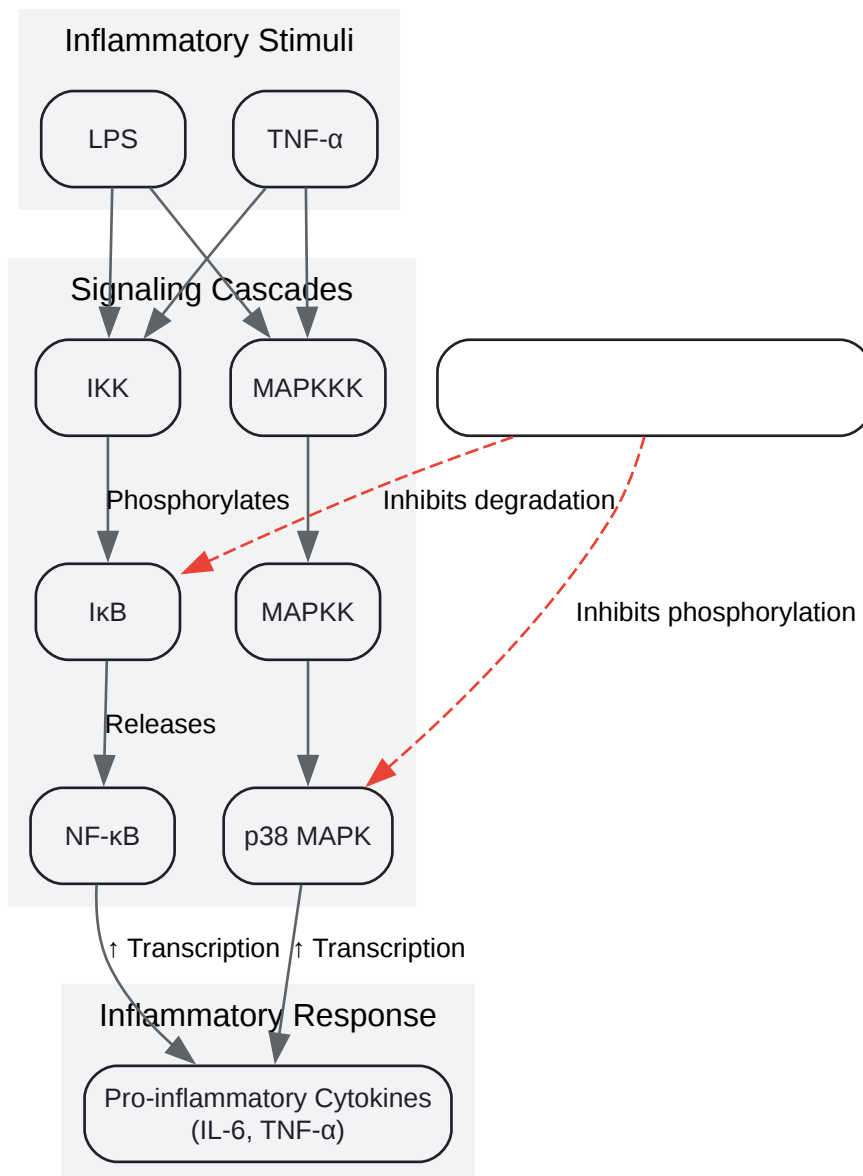 Inflammatory Stimuli
LPS
TNF-α
Signaling Cascades
IKK
MAPKKK
Phosphorylates
Inhibits degradation
IκB
MAPKK
Inhibits phosphorylation
Releases
NF-κB
p38 MAPK
↑ Transcription
↑ Transcription
Inflammatory Response
Pro-inflammatory Cytokines
(IL-6, TNF-α)